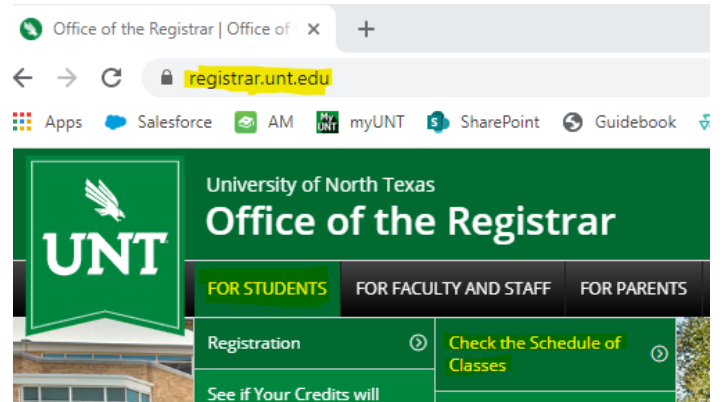 Office of the Registrar | Office of
registrar.unt.edu
Apps Salesforce AM My UNT myUNT S SharePoint Guidebook
University of North Texas
Office of the Registrar
UNT
FOR STUDENTS FOR FACULTY AND STAFF FOR PARENTS
Registration
Check the Schedule of
Classes
See if Your Credits will